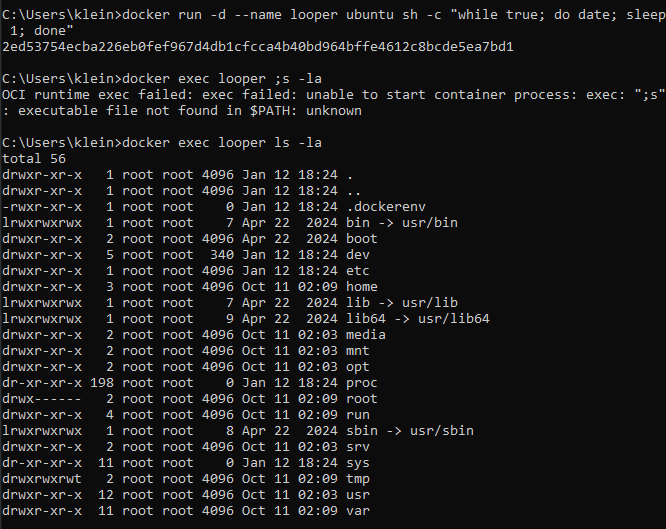 C:\Users\klein>docker run -d --name looper ubuntu sh -c "while true; do date; sleep
 1; done"
2ed53754ecba226eb0fef967d4db1cfcca4b40bd964bffe4612c8bcde5ea7bd1

C:\Users\klein>docker exec looper ;s -la
OCI runtime exec failed: exec failed: unable to start container process: exec: ";s"
: executable file not found in $PATH: unknown

C:\Users\klein>docker exec looper ls -la
total 56
drwxr-xr-x   1 root root 4096 Jan 12 18:24 .
drwxr-xr-x   1 root root 4096 Jan 12 18:24 ..
-rwxr-xr-x   1 root root    0 Jan 12 18:24 .dockerenv
lrwxrwxrwx   1 root root    7 Apr 22  2024 bin -> usr/bin
drwxr-xr-x   2 root root 4096 Apr 22  2024 boot
drwxr-xr-x   5 root root  340 Jan 12 18:24 dev
drwxr-xr-x   1 root root 4096 Jan 12 18:24 etc
drwxr-xr-x   3 root root 4096 Oct 11 02:09 home
lrwxrwxrwx   1 root root    7 Apr 22  2024 lib -> usr/lib
lrwxrwxrwx   1 root root    9 Apr 22  2024 lib64 -> usr/lib64
drwxr-xr-x   2 root root 4096 Oct 11 02:03 media
drwxr-xr-x   2 root root 4096 Oct 11 02:03 mnt
drwxr-xr-x   2 root root 4096 Oct 11 02:03 opt
dr-xr-xr-x 198 root root    0 Jan 12 18:24 proc
drwx------   2 root root 4096 Oct 11 02:09 root
drwxr-xr-x   4 root root 4096 Oct 11 02:09 run
lrwxrwxrwx   1 root root    8 Apr 22  2024 sbin -> usr/sbin
drwxr-xr-x   2 root root 4096 Oct 11 02:03 srv
dr-xr-xr-x  11 root root    0 Jan 12 18:24 sys
drwxrwxrwt   2 root root 4096 Oct 11 02:09 tmp
drwxr-xr-x  12 root root 4096 Oct 11 02:03 usr
drwxr-xr-x  11 root root 4096 Oct 11 02:09 var